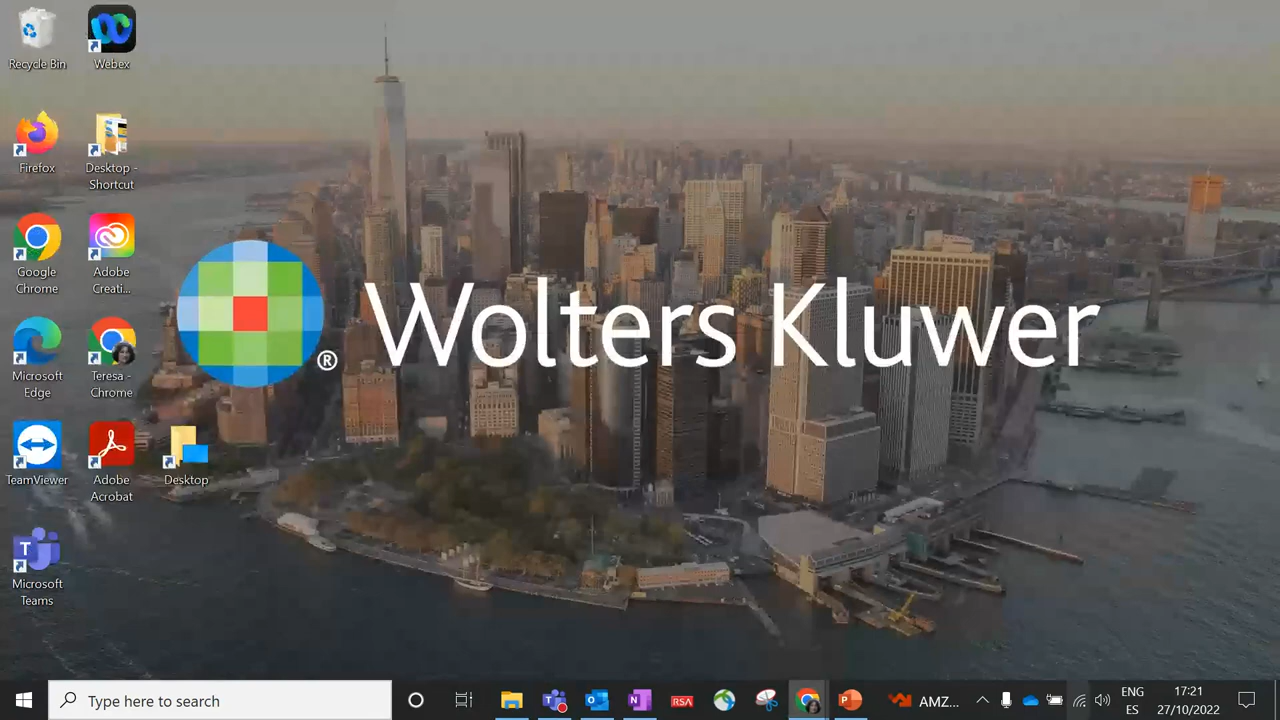 Recycle Bin
Webex
Firefox
Desktop -
Shortcut
Google
Chrome
Adobe
Creati...
Microsoft
Edge
Teresa -
Chrome
TeamViewer
Adobe
Acrobat
Desktop
Microsoft
Teams
® Wolters Kluwer
Type here to search
RSA
AMZ...
ENG
ES
17:21
27/10/2022